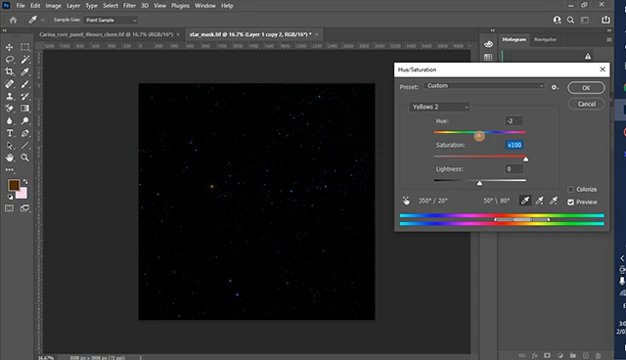 Ps File Edit Image Layer Type Select Filter 3D View Plugins Window Help
Sample Size: Point Sample
Carina_corn_punet_4hours_clone.tif @ 16.7% (RGB/16*) ×
star_mask.tif @ 16.7% (Layer 1 copy 2, RGB/16*) * ×
Histogram Navigator
Hue/Saturation
Preset: Custom
OK
Yellows 2
Cancel
Hue: -2
Saturation: +100
Lightness: 0
Colorize
Preview
350°/ 20° 50°\ 80°
16.67%